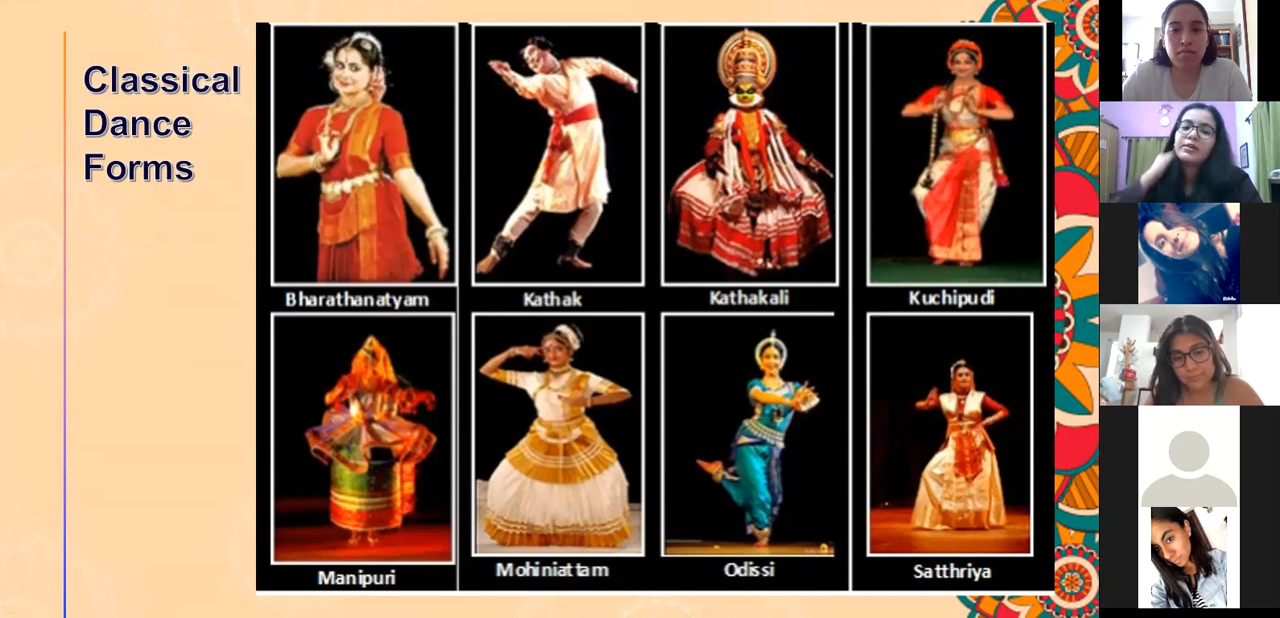 Classical
Dance
Forms
Bharathanatyam
Kathak
Kathakali
Kuchipudi
Manipuri
Mohiniattam
Odissi
Satthriya